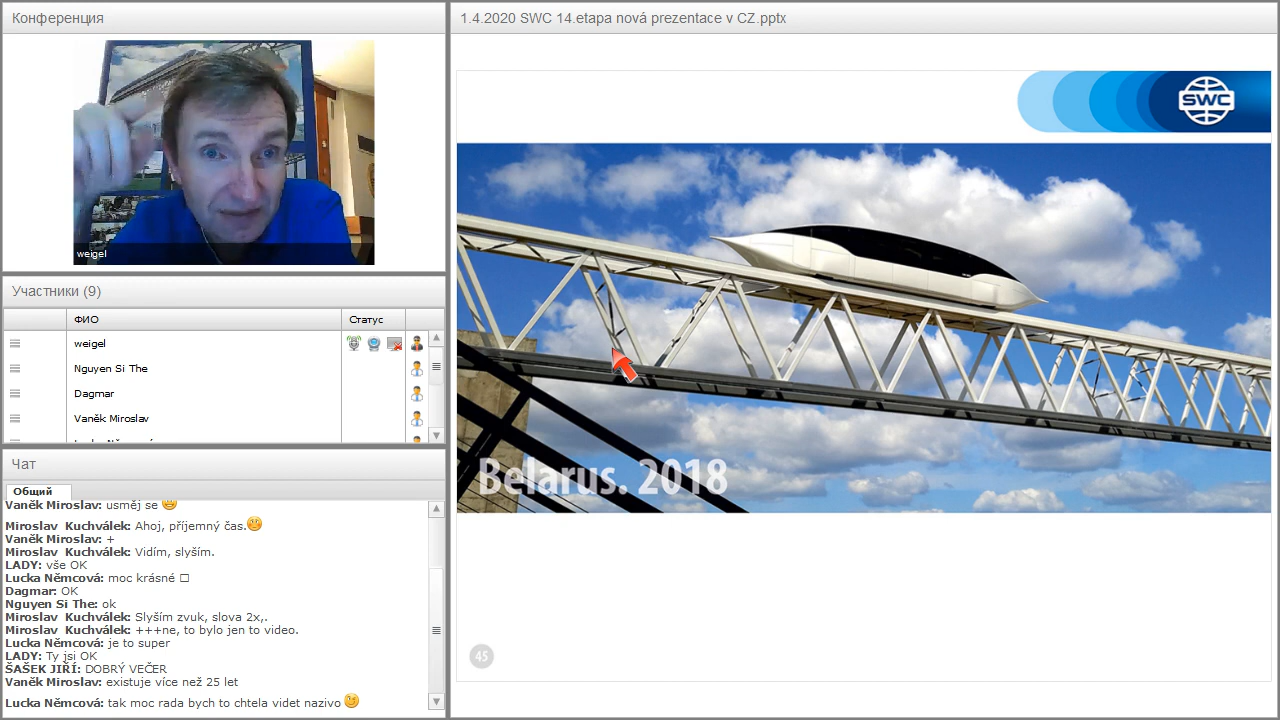 Конференция
weigel
Участники (9)
ФИО
Статус
weigel
Nguyen Si The
Dagmar
Vaněk Miroslav
Чат
Общий
Vaněk Miroslav: usměj se
Miroslav Kuchválek: Ahoj, příjemný čas.
Vaněk Miroslav: +
Miroslav Kuchválek: Vidím, slyším.
LADY: vše OK
Lucka Němcová: moc krásné
Dagmar: OK
Nguyen Si The: ok
Miroslav Kuchválek: Slyším zvuk, slova 2x,.
Miroslav Kuchválek: +++ne, to bylo jen to video.
Lucka Němcová: je to super
LADY: Ty jsi OK
ŠAŠEK JIŘÍ: DOBRÝ VEČER
Vaněk Miroslav: existuje více než 25 let
Lucka Němcová: tak moc rada bych to chtela videt nazivo
1.4.2020 SWC 14.etapa nová prezentace v CZ.pptx
SWC
Belarus. 2018
45